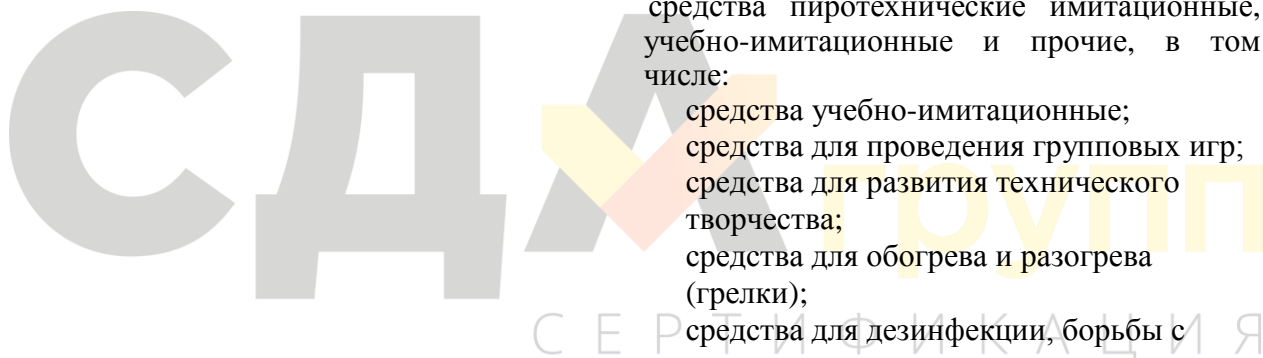 средства пиротехнические имитационные,
учебно-имитационные и прочие, в том
числе:
средства учебно-имитационные;
средства для проведения групповых игр;
средства для развития технического
творчества;
средства для обогрева и разогрева
(грелки);
средства для дезинфекции, борьбы с
СДА групп
СЕРТИФИКАЦИЯ